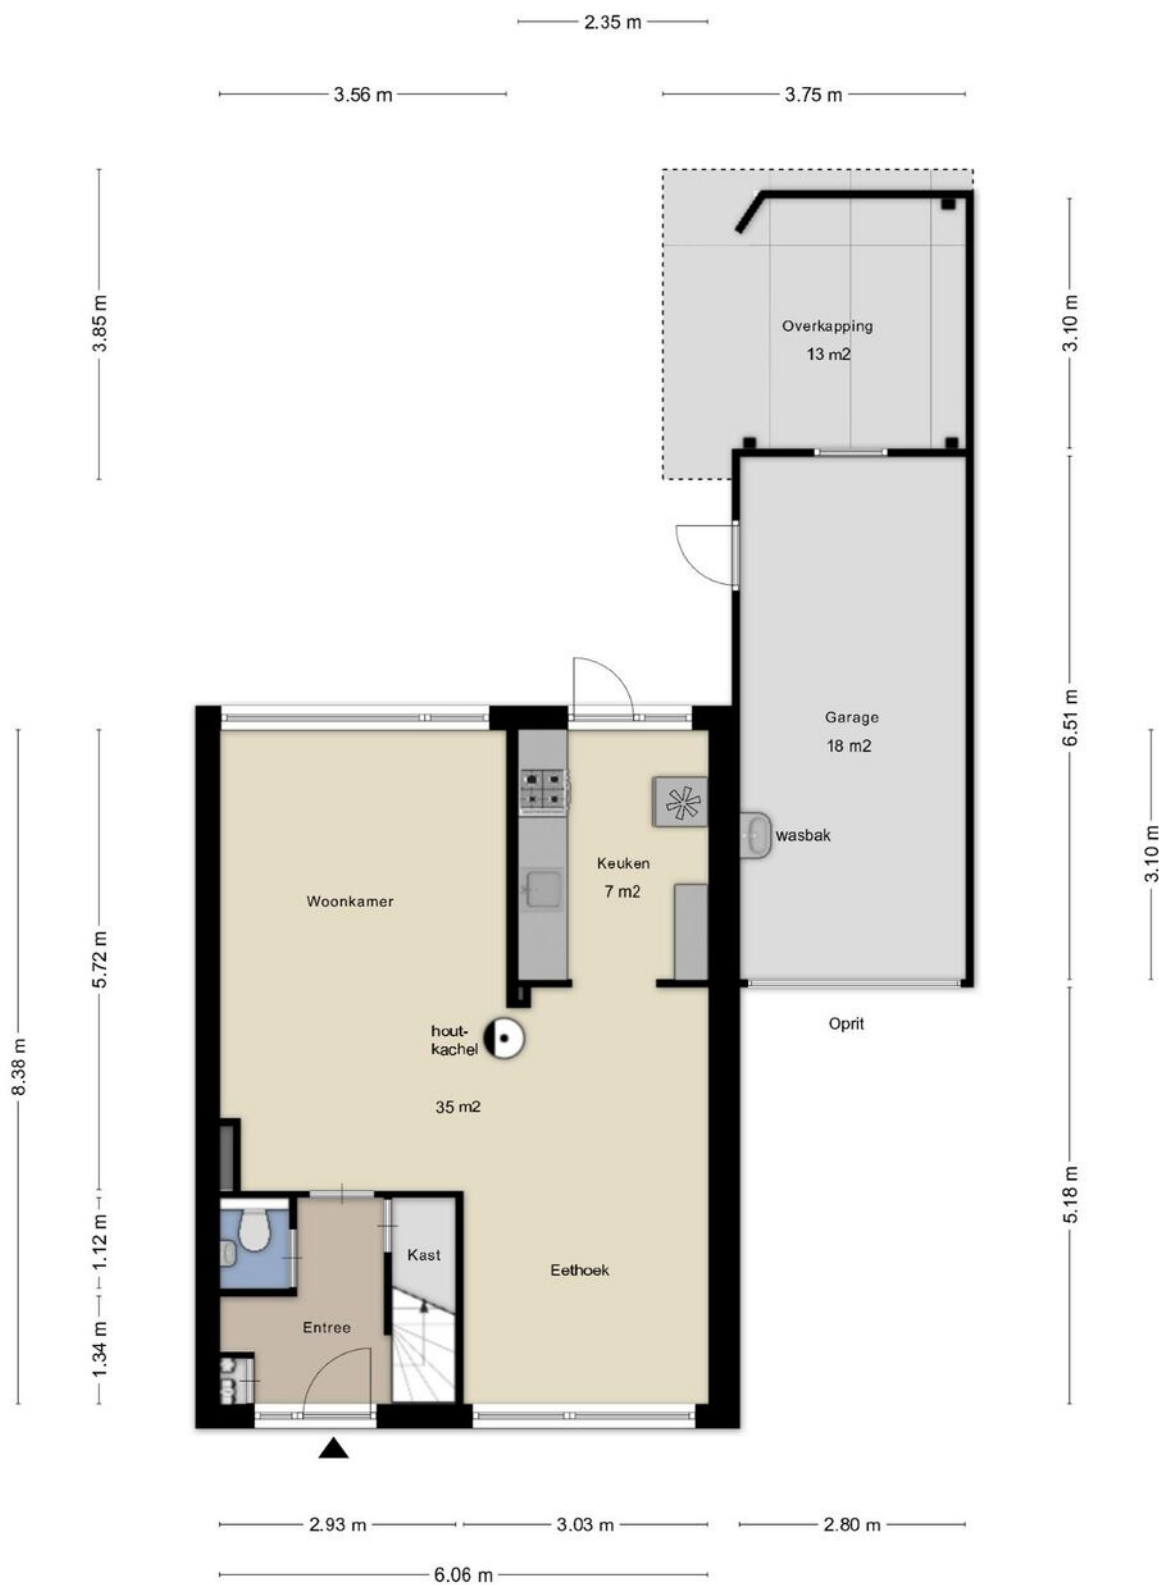 2.35 m
3.56 m
3.75 m
3.85 m
3.10 m
Overkapping
13 m2
Garage
18 m2
6.51 m
wasbak
3.10 m
Keuken
7 m2
Woonkamer
5.72 m
8.38 m
Oprit
hout-
kachel
35 m2
5.18 m
1.12 m
Kast
Eethoek
Entree
1.34 m
2.93 m
3.03 m
2.80 m
6.06 m